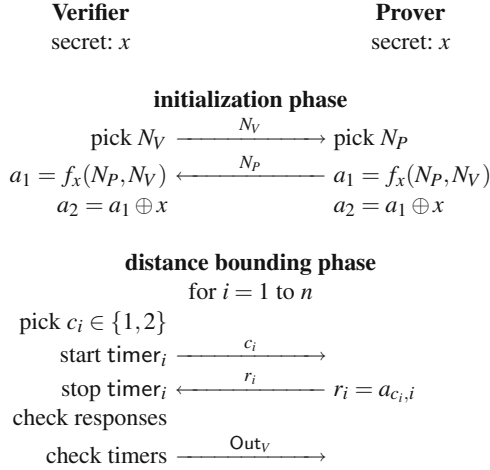 Verifier Prover
secret: x secret: x
initialization phase
pick N_V N_V pick N_P
a_1 = f_x(N_P, N_V) N_P a_1 = f_x(N_P, N_V)
a_2 = a_1 ⊕ x a_2 = a_1 ⊕ x
distance bounding phase
for i = 1 to n
pick c_i ∈ {1,2}
start timer_i c_i
stop timer_i r_i r_i = a_{c_i,i}
check responses
check timers Out_V